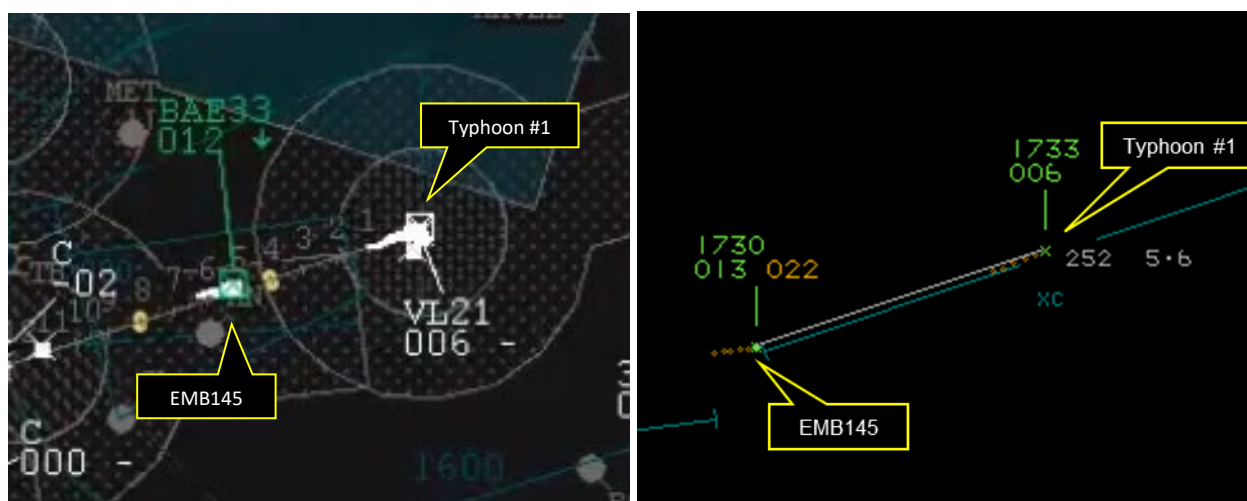 MET
BAE33
012 ↓
Typhoon #1
7 6 5 4 3 2 1
C
-02
8
11 10 9
VL21
006 -
EMB145
C
000 -
1600
1733
006
Typhoon #1
1730
013 022
252 5·6
XC
EMB145